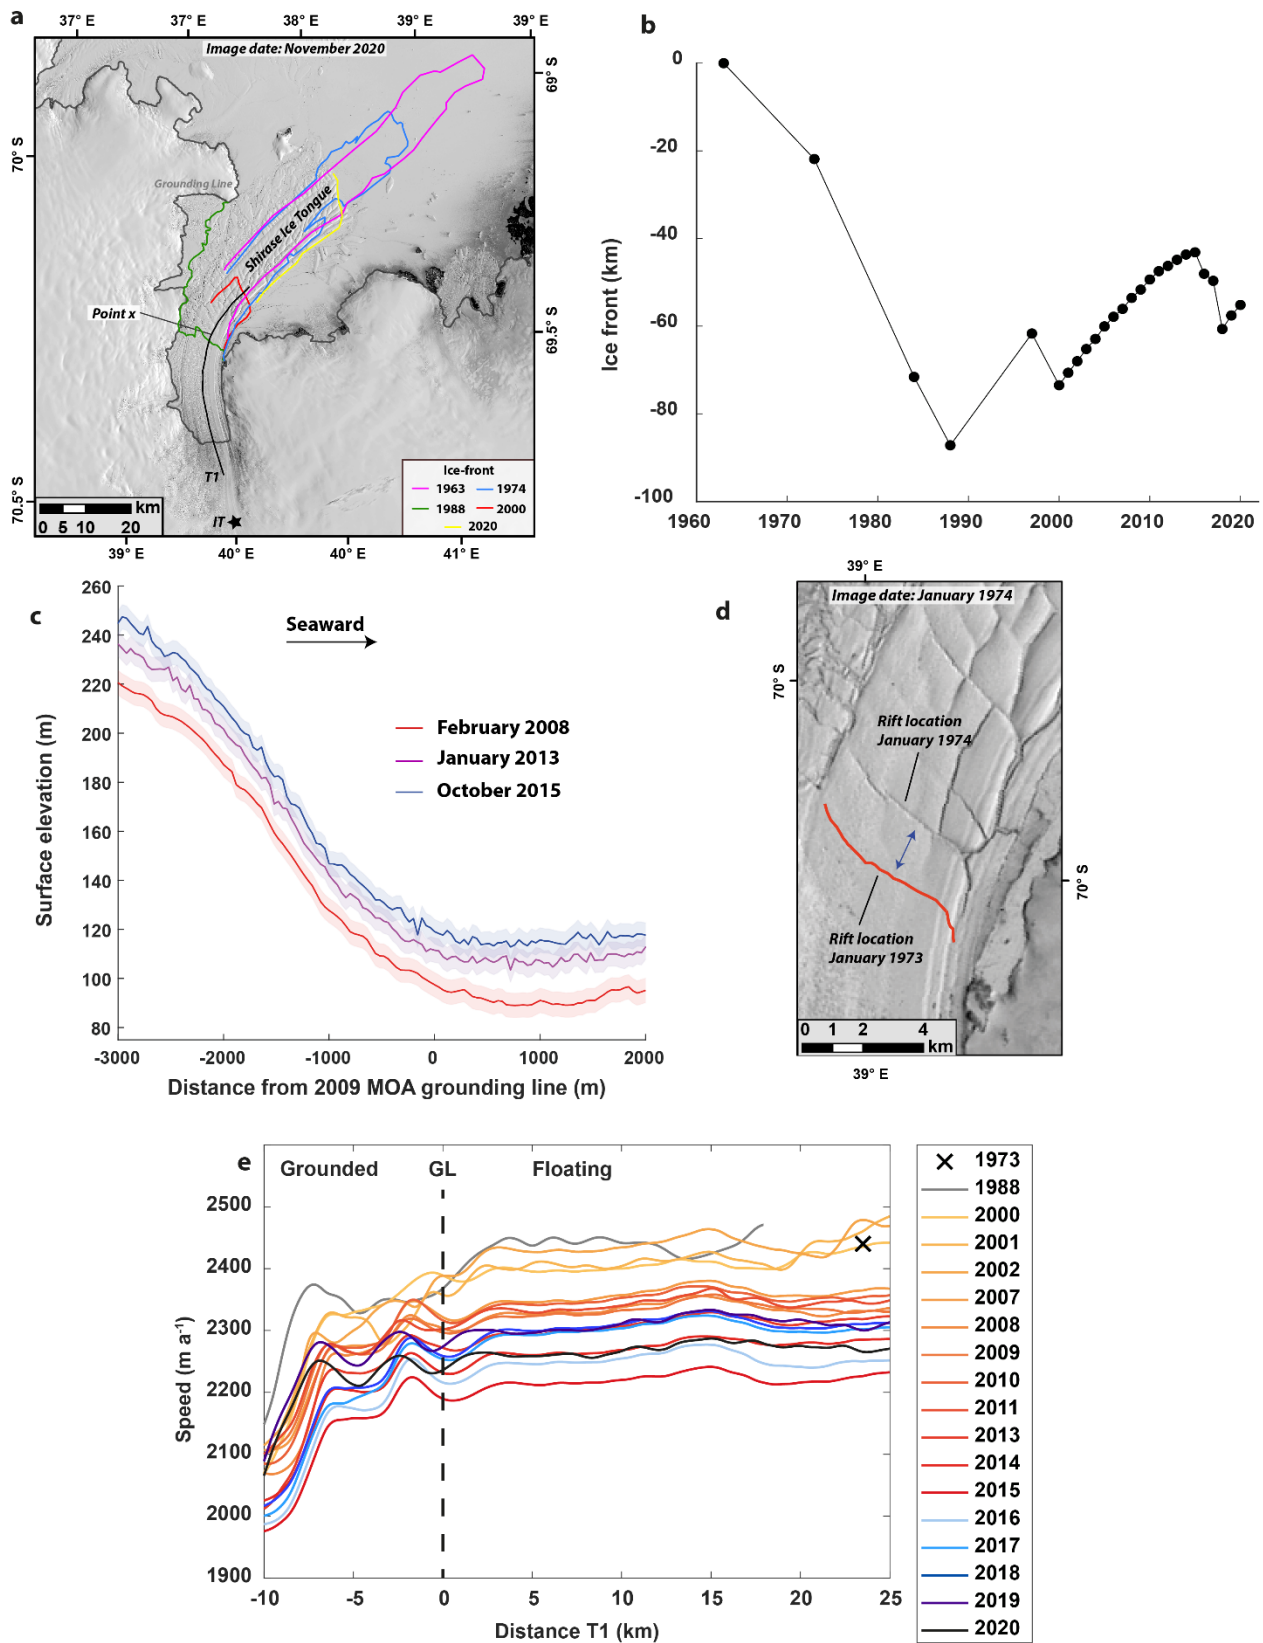 a
37° E 37° E 38° E 39° E 39° E
Image date: November 2020
69° S
70° S
Grounding Line
Shirase Ice Tongue
Point x
69.5° S
T1
70.5° S
IT
km
0 5 10 20
Ice-front
1963 1974
1988 2000
2020
39° E 40° E 40° E 41° E
b
0
-20
-40
-60
-80
-100
Ice front (km)
1960 1970 1980 1990 2000 2010 2020
c
260
240
220
200
180
160
140
120
100
80
Surface elevation (m)
Seaward
February 2008
January 2013
October 2015
-3000 -2000 -1000 0 1000 2000
Distance from 2009 MOA grounding line (m)
d
39° E
Image date: January 1974
70° S
Rift location
January 1974
70° S
Rift location
January 1973
0 1 2 4
km
39° E
e
Grounded GL Floating
2500
2400
2300
2200
2100
2000
1900
Speed (m a⁻¹)
-10 -5 0 5 10 15 20 25
Distance T1 (km)
1973
1988
2000
2001
2002
2007
2008
2009
2010
2011
2013
2014
2015
2016
2017
2018
2019
2020